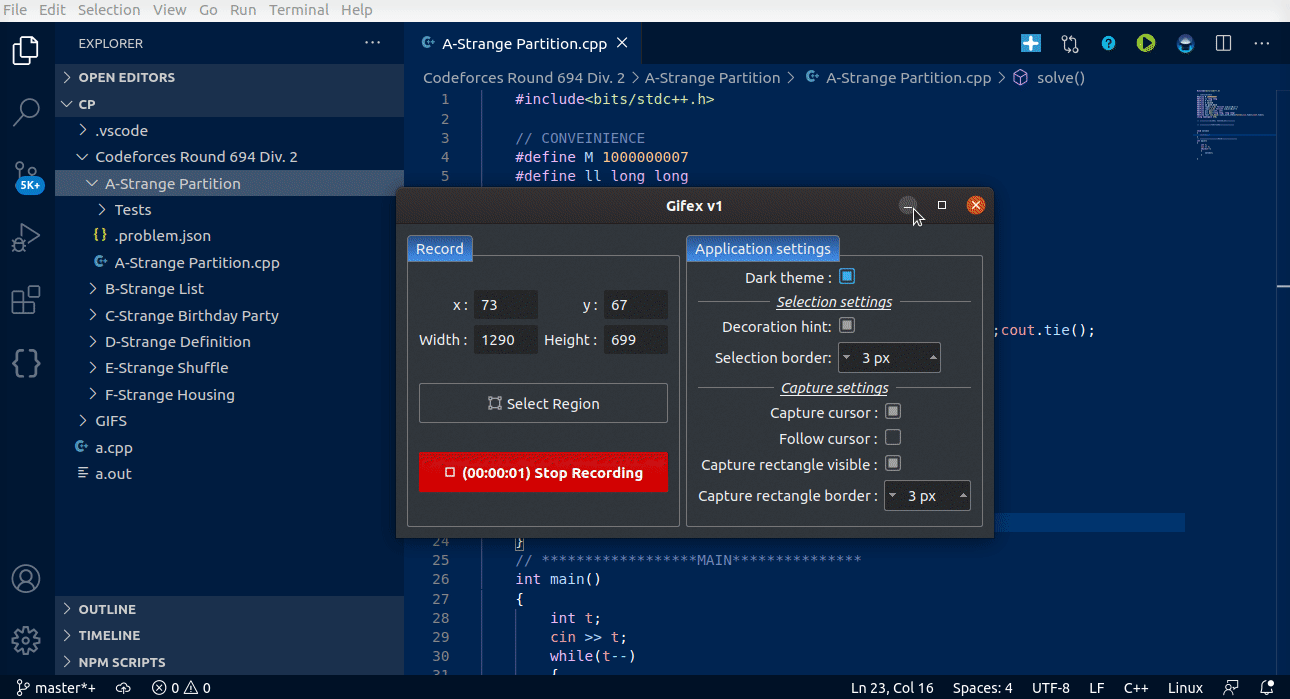 File Edit Selection View Go Run Terminal Help
EXPLORER
OPEN EDITORS
CP
.vscode
Codeforces Round 694 Div. 2
A-Strange Partition
Tests
{} .problem.json
A-Strange Partition.cpp
B-Strange List
C-Strange Birthday Party
D-Strange Definition
E-Strange Shuffle
F-Strange Housing
GIFS
a.cpp
a.out
5K+
OUTLINE
TIMELINE
NPM SCRIPTS
A-Strange Partition.cpp
Codeforces Round 694 Div. 2 > A-Strange Partition > A-Strange Partition.cpp > solve()
1 #include<bits/stdc++.h>
2
3 // CONVEINIENCE
4 #define M 1000000007
5 #define ll long long
;cout.tie();
Gifex v1
Record
x : 73 y : 67
Width : 1290 Height : 699
Select Region
(00:00:01) Stop Recording
Application settings
Dark theme :
Selection settings
Decoration hint:
Selection border: 3 px
Capture settings
Capture cursor :
Follow cursor :
Capture rectangle visible :
Capture rectangle border : 3 px
24 }
25 // ******************MAIN***************
26 int main()
27 {
28 int t;
29 cin >> t;
30 while(t--)
31 {
master*+ 0 0 Ln 23, Col 16 Spaces: 4 UTF-8 LF C++ Linux